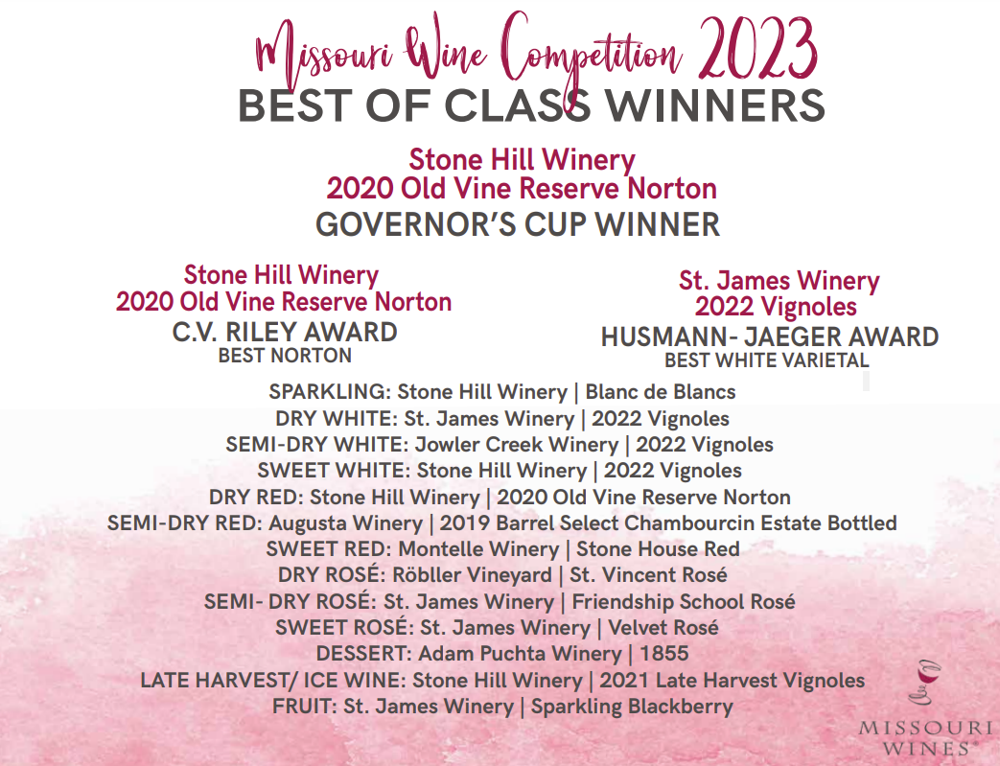 Missouri Wine Competition 2023
BEST OF CLASS WINNERS
Stone Hill Winery
2020 Old Vine Reserve Norton
GOVERNOR'S CUP WINNER
Stone Hill Winery
2020 Old Vine Reserve Norton
C.V. RILEY AWARD
BEST NORTON
St. James Winery
2022 Vignoles
HUSMANN- JAEGER AWARD
BEST WHITE VARIETAL
SPARKLING: Stone Hill Winery | Blanc de Blancs
DRY WHITE: St. James Winery | 2022 Vignoles
SEMI-DRY WHITE: Jowler Creek Winery | 2022 Vignoles
SWEET WHITE: Stone Hill Winery | 2022 Vignoles
DRY RED: Stone Hill Winery | 2020 Old Vine Reserve Norton
SEMI-DRY RED: Augusta Winery | 2019 Barrel Select Chambourcin Estate Bottled
SWEET RED: Montelle Winery | Stone House Red
DRY ROSÉ: Röbller Vineyard | St. Vincent Rosé
SEMI- DRY ROSÉ: St. James Winery | Friendship School Rosé
SWEET ROSÉ: St. James Winery | Velvet Rosé
DESSERT: Adam Puchta Winery | 1855
LATE HARVEST/ ICE WINE: Stone Hill Winery | 2021 Late Harvest Vignoles
FRUIT: St. James Winery | Sparkling Blackberry
MISSOURI
WINES®